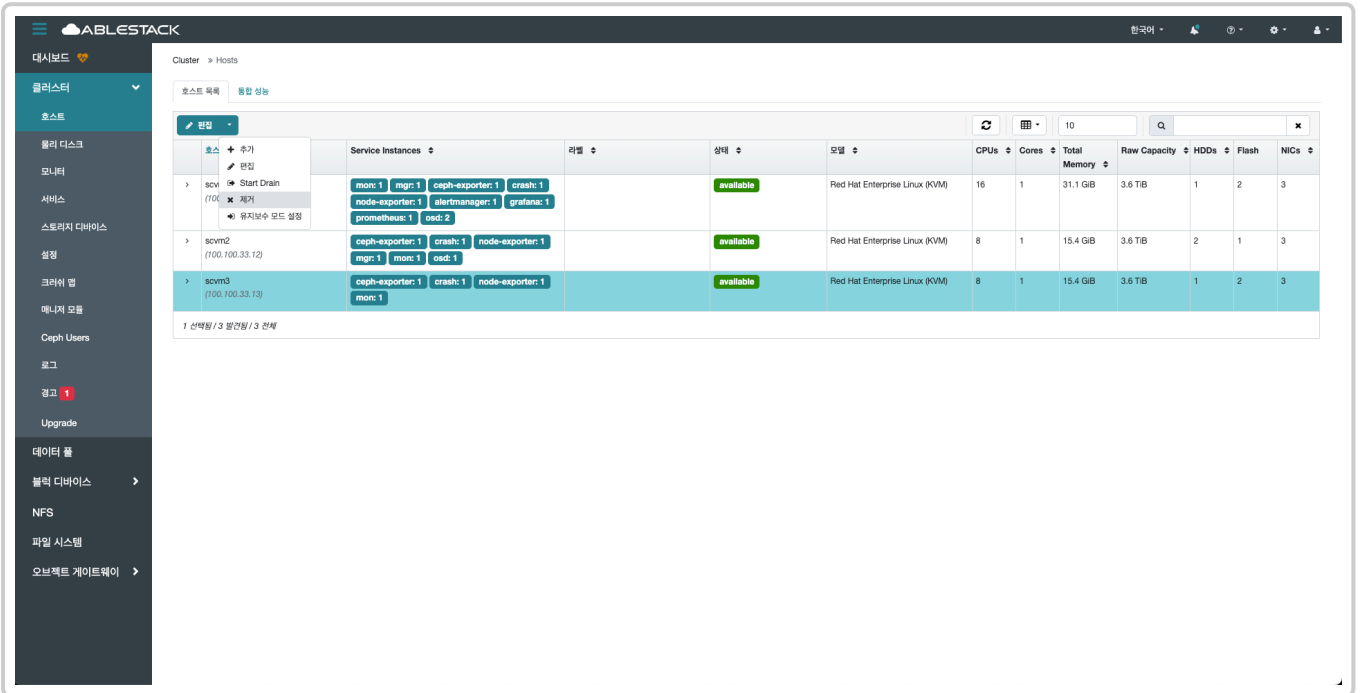 ABLESTACK
한국어
대시보드
클러스터
호스트
물리 디스크
모니터
서비스
스토리지 디바이스
설정
크러쉬 맵
매니저 모듈
Ceph Users
로그
경고 1
Upgrade
데이터 풀
블럭 디바이스
NFS
파일 시스템
오브젝트 게이트웨이
Cluster » Hosts
호스트 목록 통합 성능
편집
10
추가
편집
Start Drain
제거
유지보수 모드 설정
호스 Service Instances 라벨 상태 모델 CPUs Cores Total Memory Raw Capacity HDDs Flash NICs
mon: 1 mgr: 1 ceph-exporter: 1 crash: 1
node-exporter: 1 alertmanager: 1 grafana: 1
prometheus: 1 osd: 2
available Red Hat Enterprise Linux (KVM) 16 1 31.1 GiB 3.6 TiB 1 2 3
scvm2
(100.100.33.12)
ceph-exporter: 1 crash: 1 node-exporter: 1
mgr: 1 mon: 1 osd: 1
available Red Hat Enterprise Linux (KVM) 8 1 15.4 GiB 3.6 TiB 2 1 3
scvm3
(100.100.33.13)
ceph-exporter: 1 crash: 1 node-exporter: 1
mon: 1
available Red Hat Enterprise Linux (KVM) 8 1 15.4 GiB 3.6 TiB 1 2 3
1 선택됨 / 3 발견됨 / 3 전체